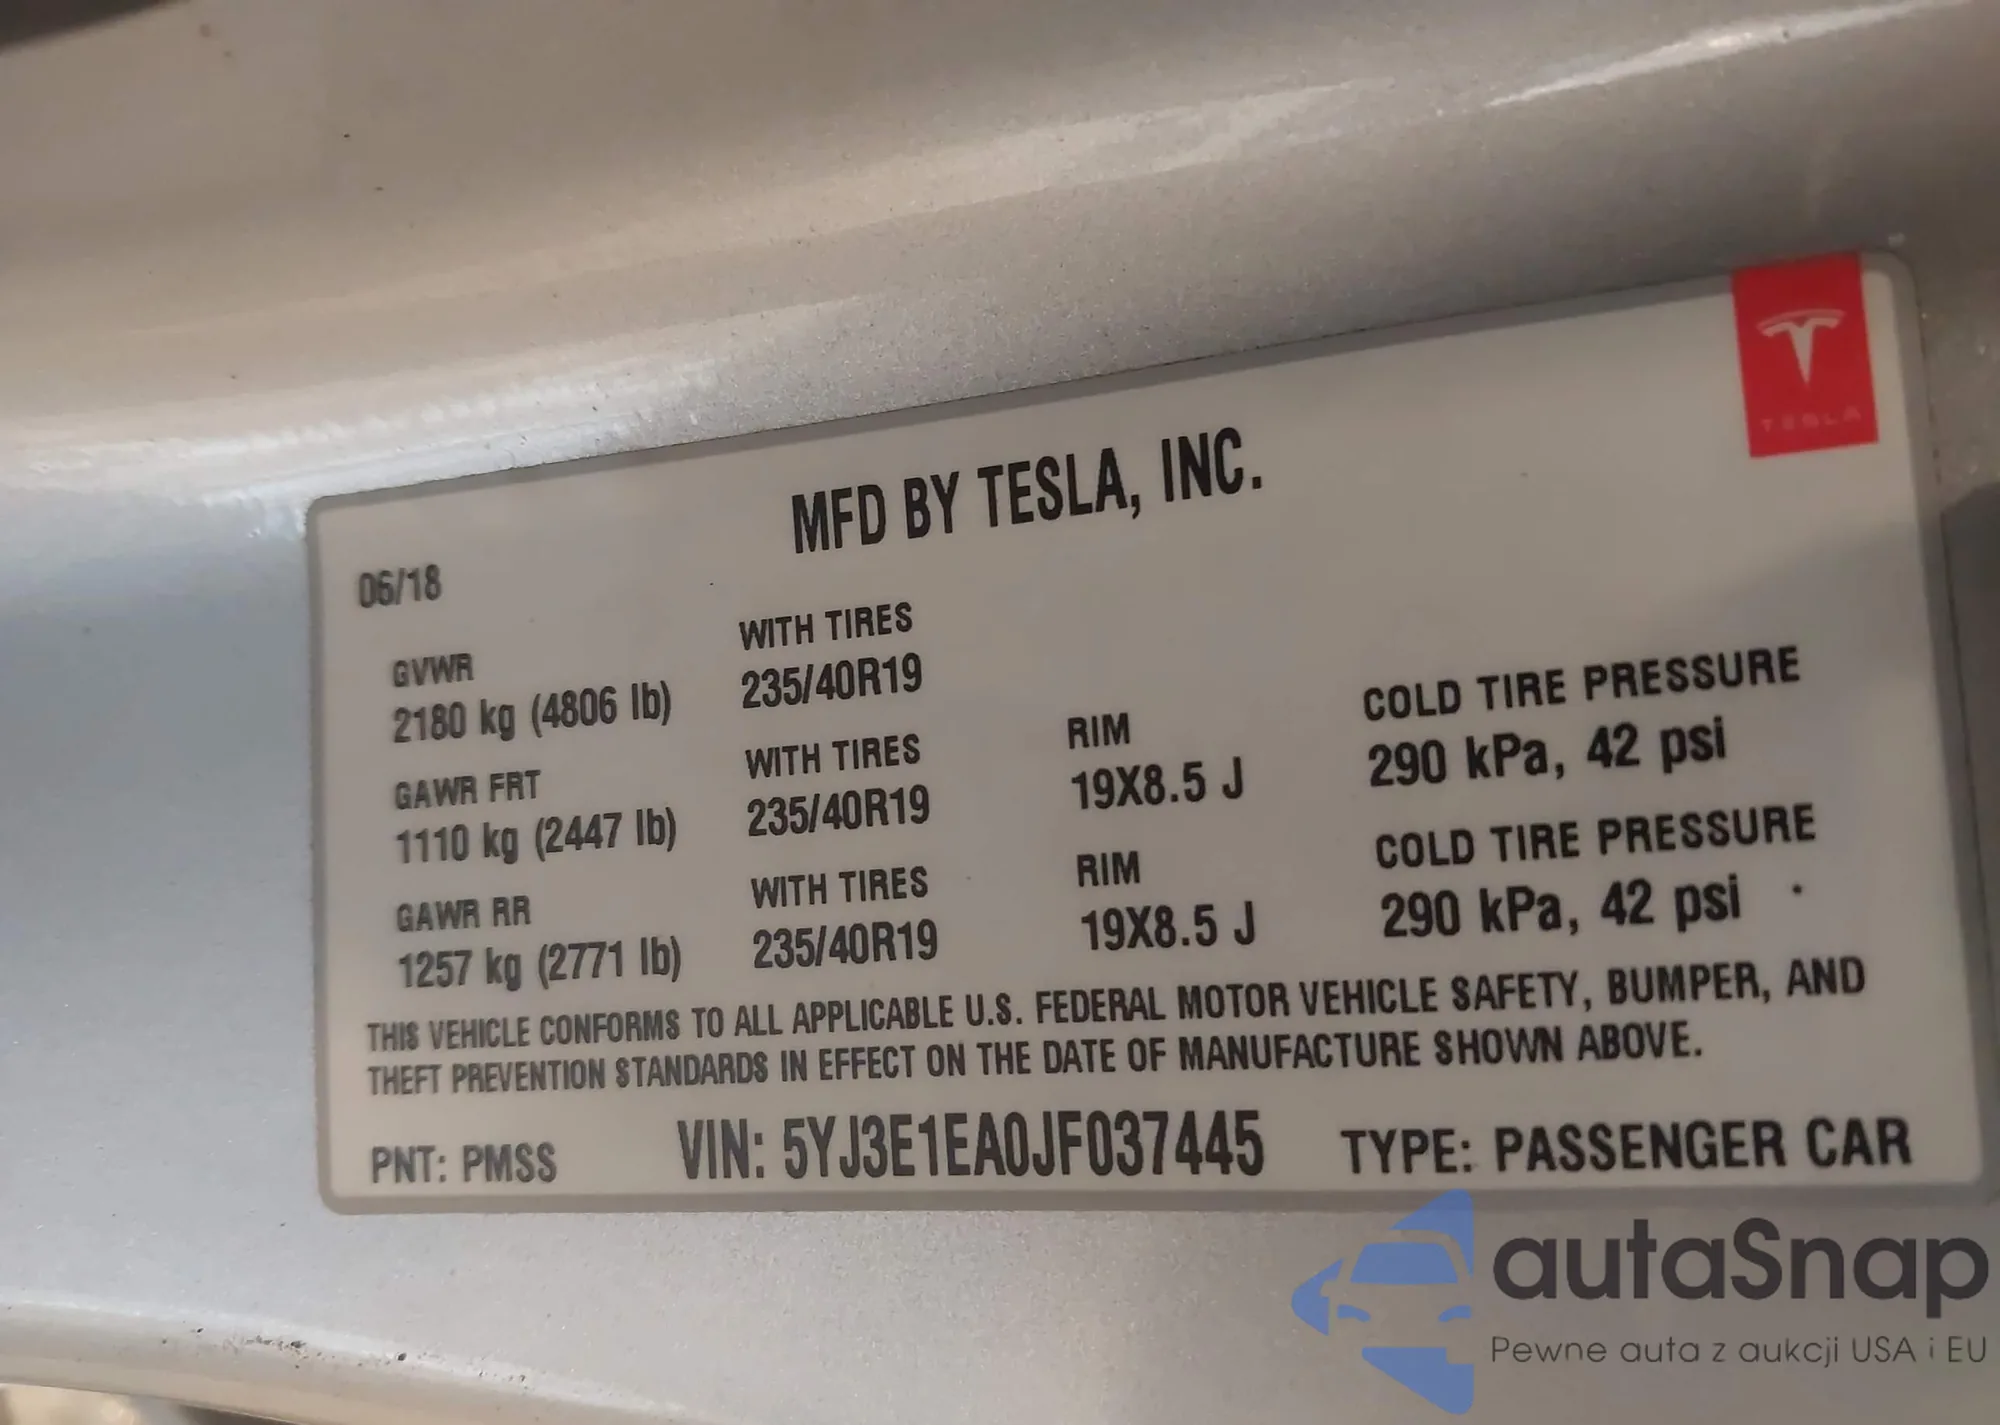 TESLA
MFD BY TESLA, INC.
06/18
GVWR WITH TIRES
2180 kg (4806 lb) 235/40R19
GAWR FRT WITH TIRES RIM COLD TIRE PRESSURE
1110 kg (2447 lb) 235/40R19 19X8.5 J 290 kPa, 42 psi
GAWR RR WITH TIRES RIM COLD TIRE PRESSURE
1257 kg (2771 lb) 235/40R19 19X8.5 J 290 kPa, 42 psi
THIS VEHICLE CONFORMS TO ALL APPLICABLE U.S. FEDERAL MOTOR VEHICLE SAFETY, BUMPER, AND
THEFT PREVENTION STANDARDS IN EFFECT ON THE DATE OF MANUFACTURE SHOWN ABOVE.
PNT: PMSS VIN: 5YJ3E1EA0JF037445 TYPE: PASSENGER CAR
autaSnap
Pewne auta z aukcji USA i EU